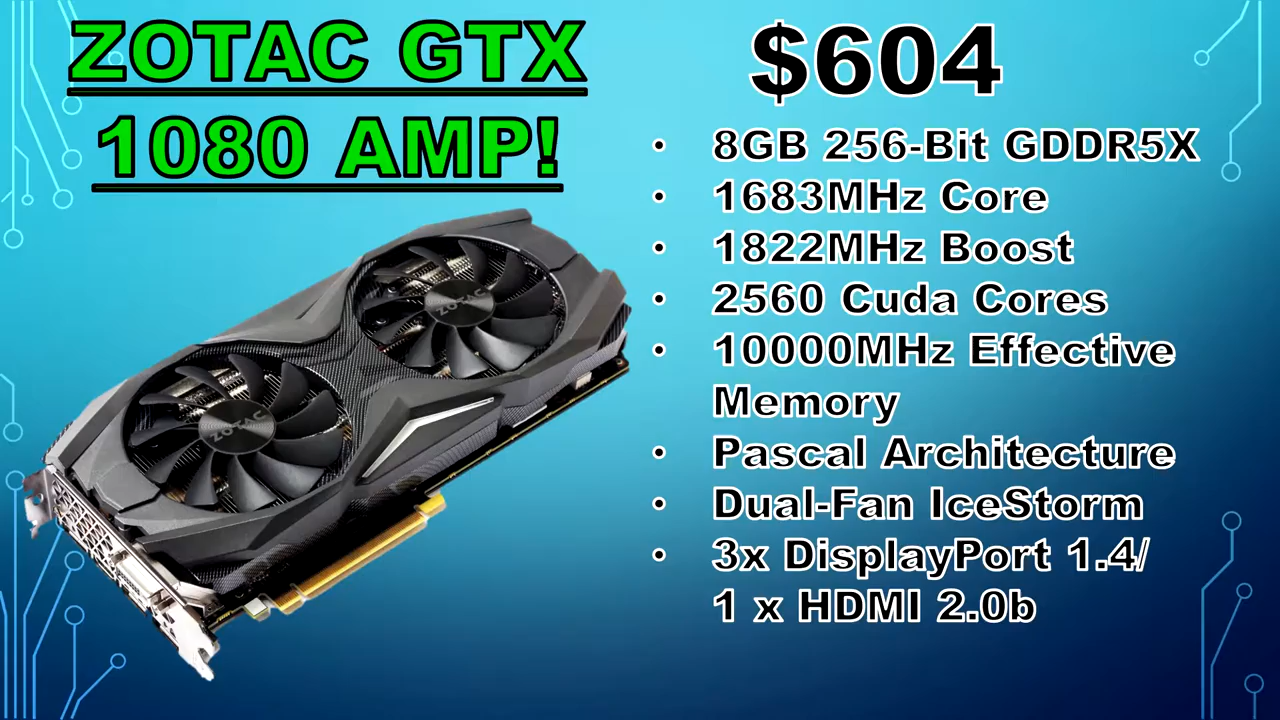 ZOTAC GTX
1080 AMP!
$604
• 8GB 256-Bit GDDR5X
• 1683MHz Core
• 1822MHz Boost
• 2560 Cuda Cores
• 10000MHz Effective
Memory
• Pascal Architecture
• Dual-Fan IceStorm
• 3x DisplayPort 1.4/
1 x HDMI 2.0b
ZOTAC
ZOTAC